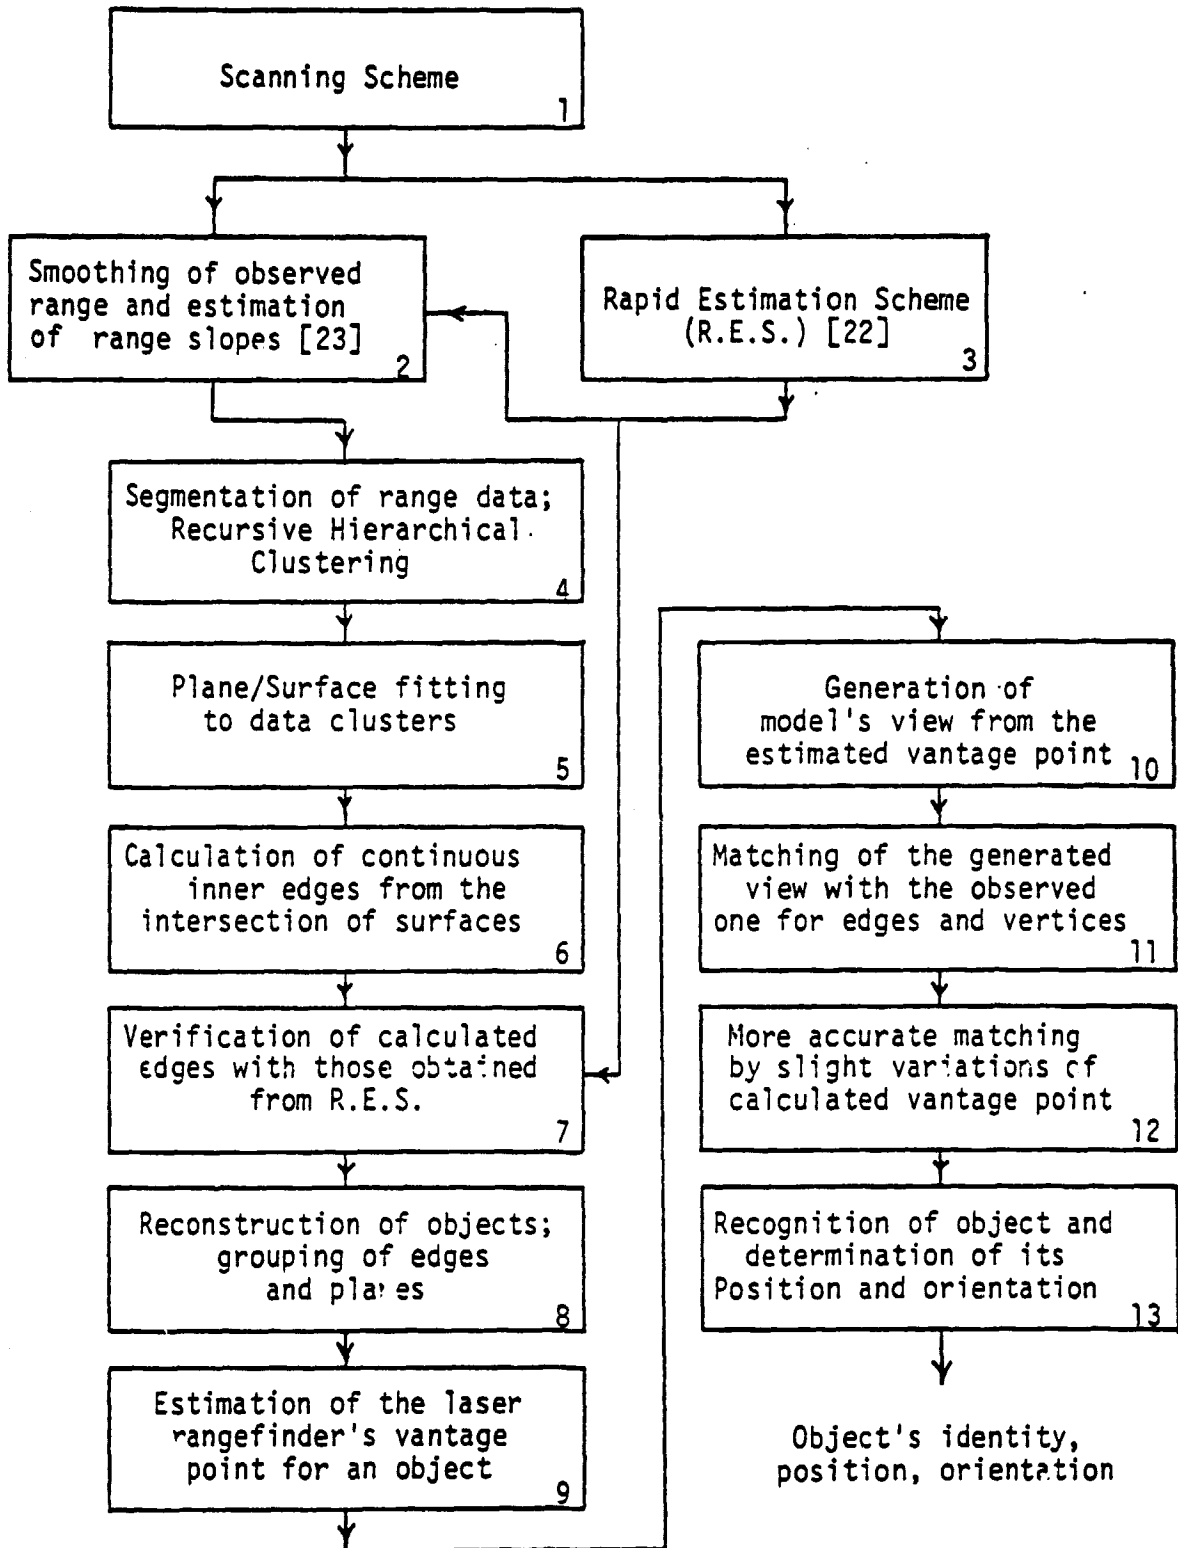 Scanning Scheme
1
Smoothing of observed
range and estimation
of range slopes [23]
2
Rapid Estimation Scheme
(R.E.S.) [22]
3
Segmentation of range data;
Recursive Hierarchical
Clustering
4
Plane/Surface fitting
to data clusters
5
Calculation of continuous
inner edges from the
intersection of surfaces
6
Verification of calculated
edges with those obtained
from R.E.S.
7
Reconstruction of objects;
grouping of edges
and planes
8
Estimation of the laser
rangefinder's vantage
point for an object
9
Generation of
model's view from the
estimated vantage point
10
Matching of the generated
view with the observed
one for edges and vertices
11
More accurate matching
by slight variations of
calculated vantage point
12
Recognition of object and
determination of its
Position and orientation
13
Object's identity,
position, orientation